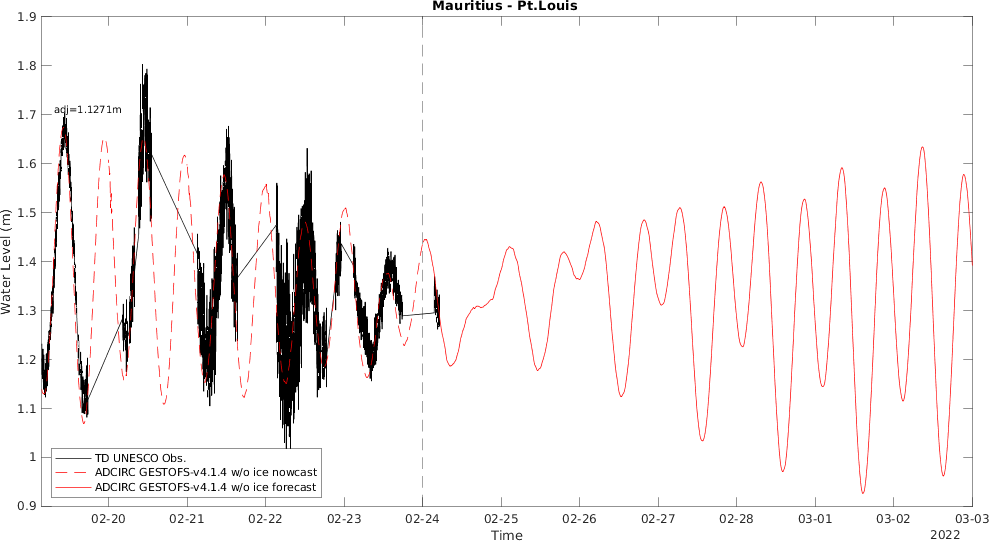 Mauritius - Pt.Louis
adj=1.1271m
1.9
1.8
1.7
1.6
1.5
1.4
1.3
1.2
1.1
1
0.9
Water Level (m)
TD UNESCO Obs.
ADCIRC GESTOFS-v4.1.4 w/o ice nowcast
ADCIRC GESTOFS-v4.1.4 w/o ice forecast
02-20 02-21 02-22 02-23 02-24 02-25 02-26 02-27 02-28 03-01 03-02 03-03
Time
2022